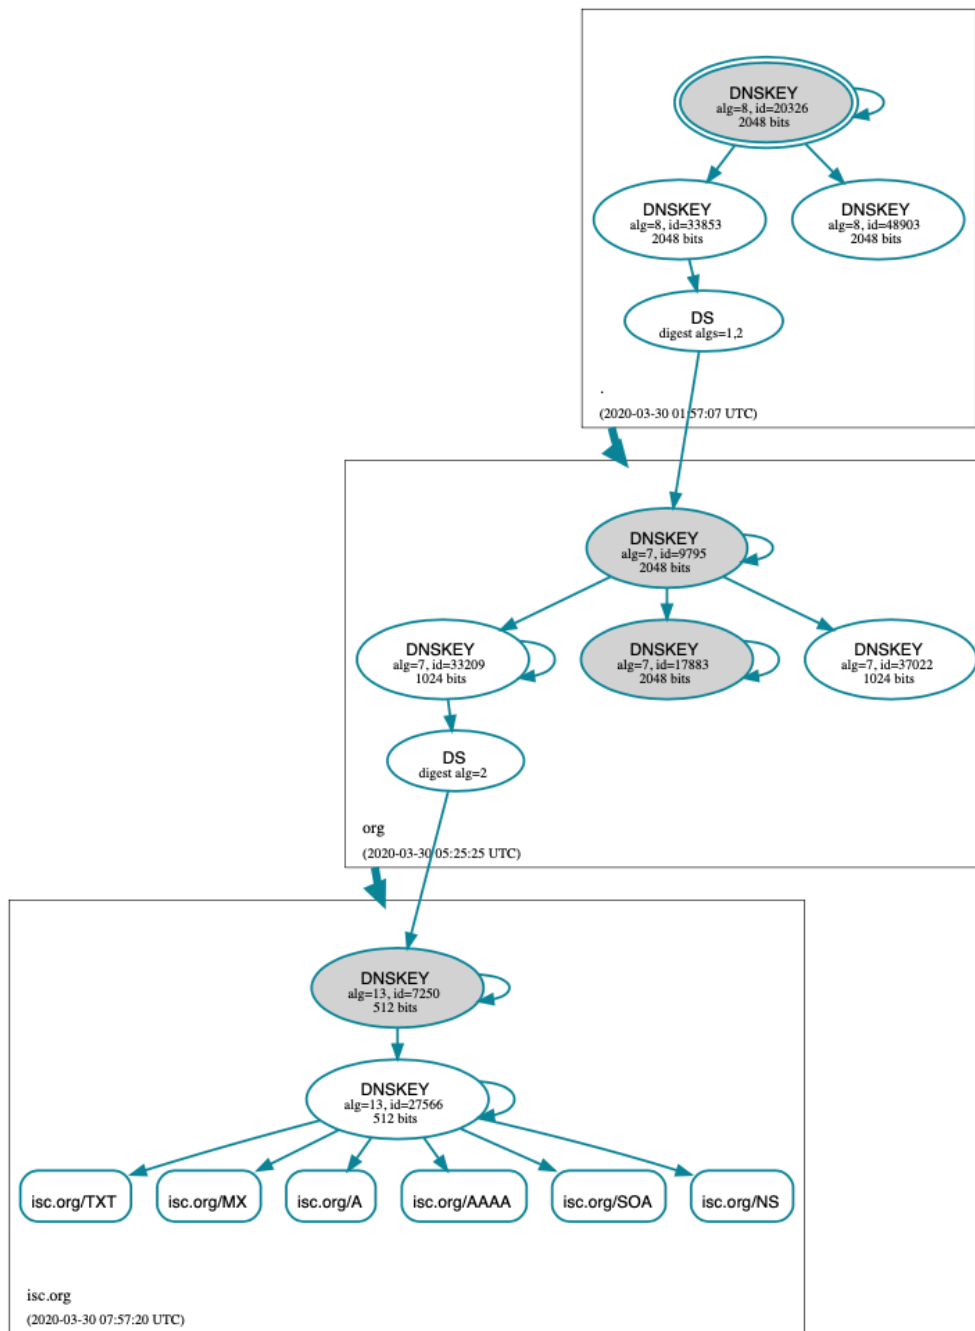 DNSKEY
alg=8, id=20326
2048 bits
DNSKEY
alg=8, id=33853
2048 bits
DNSKEY
alg=8, id=48903
2048 bits
DS
digest algs=1,2
.
(2020-03-30 01:57:07 UTC)
DNSKEY
alg=7, id=9795
2048 bits
DNSKEY
alg=7, id=33209
1024 bits
DNSKEY
alg=7, id=17883
2048 bits
DNSKEY
alg=7, id=37022
1024 bits
DS
digest alg=2
org
(2020-03-30 05:25:25 UTC)
DNSKEY
alg=13, id=7250
512 bits
DNSKEY
alg=13, id=27566
512 bits
isc.org/TXT
isc.org/MX
isc.org/A
isc.org/AAAA
isc.org/SOA
isc.org/NS
isc.org
(2020-03-30 07:57:20 UTC)